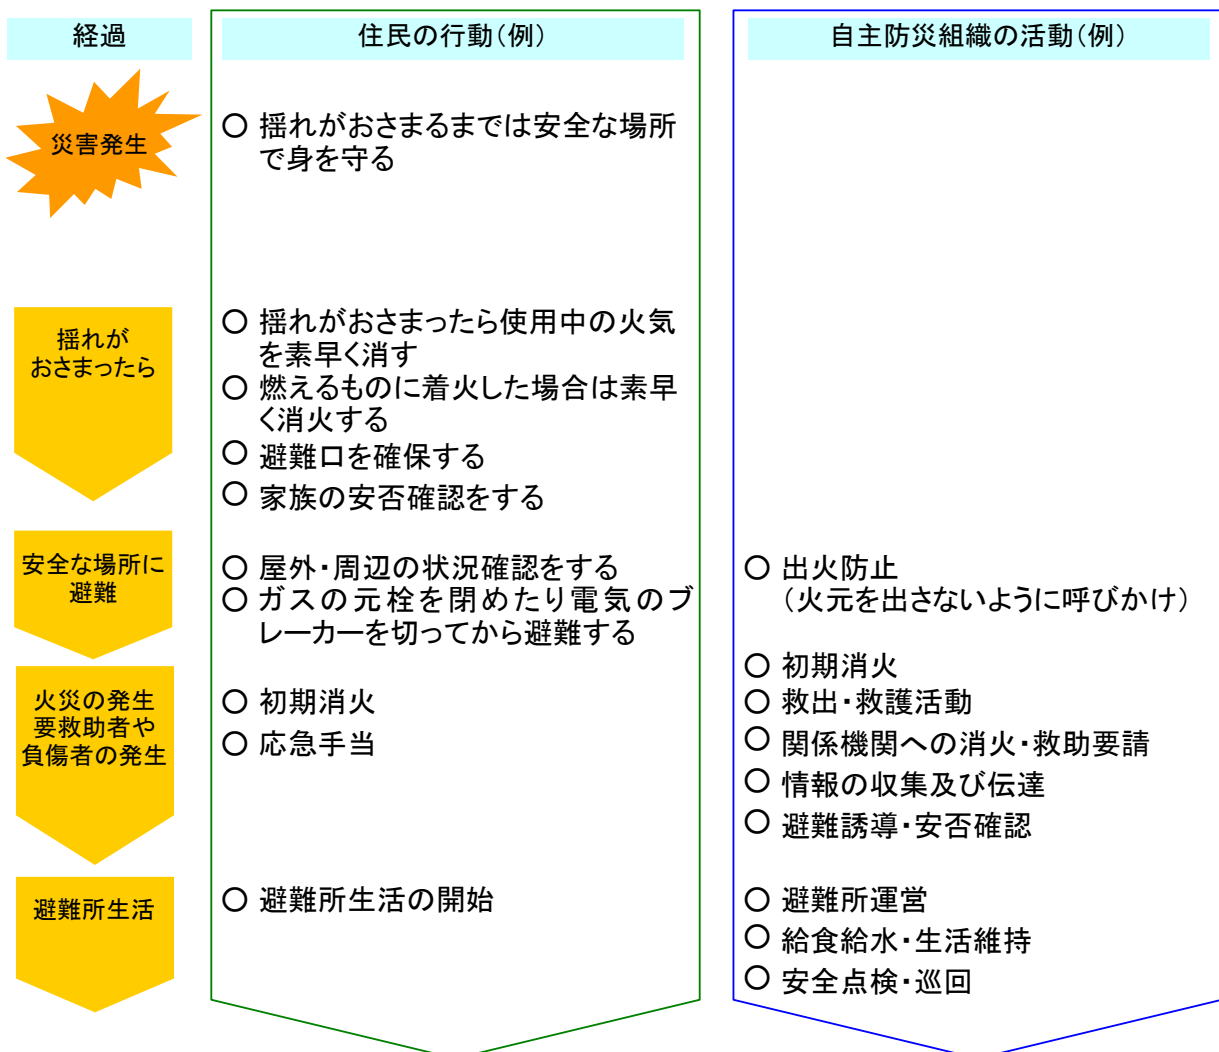 経過
住民の行動（例）
自主防災組織の活動（例）
災害発生
○ 揺れがおさまるまでは安全な場所
で身を守る
揺れが
おさまったら
○ 揺れがおさまったら使用中の火気
を素早く消す
○ 燃えるものに着火した場合は素早
く消火する
○ 避難口を確保する
○ 家族の安否確認をする
安全な場所に
避難
○ 屋外・周辺の状況確認をする
○ ガスの元栓を閉めたり電気のブ
レーカーを切ってから避難する
○ 出火防止
（火元を出さないように呼びかけ）
火災の発生
要救助者や
負傷者の発生
○ 初期消火
○ 応急手当
○ 初期消火
○ 救出・救護活動
○ 関係機関への消火・救助要請
○ 情報の収集及び伝達
○ 避難誘導・安否確認
避難所生活
○ 避難所生活の開始
○ 避難所運営
○ 給食給水・生活維持
○ 安全点検・巡回